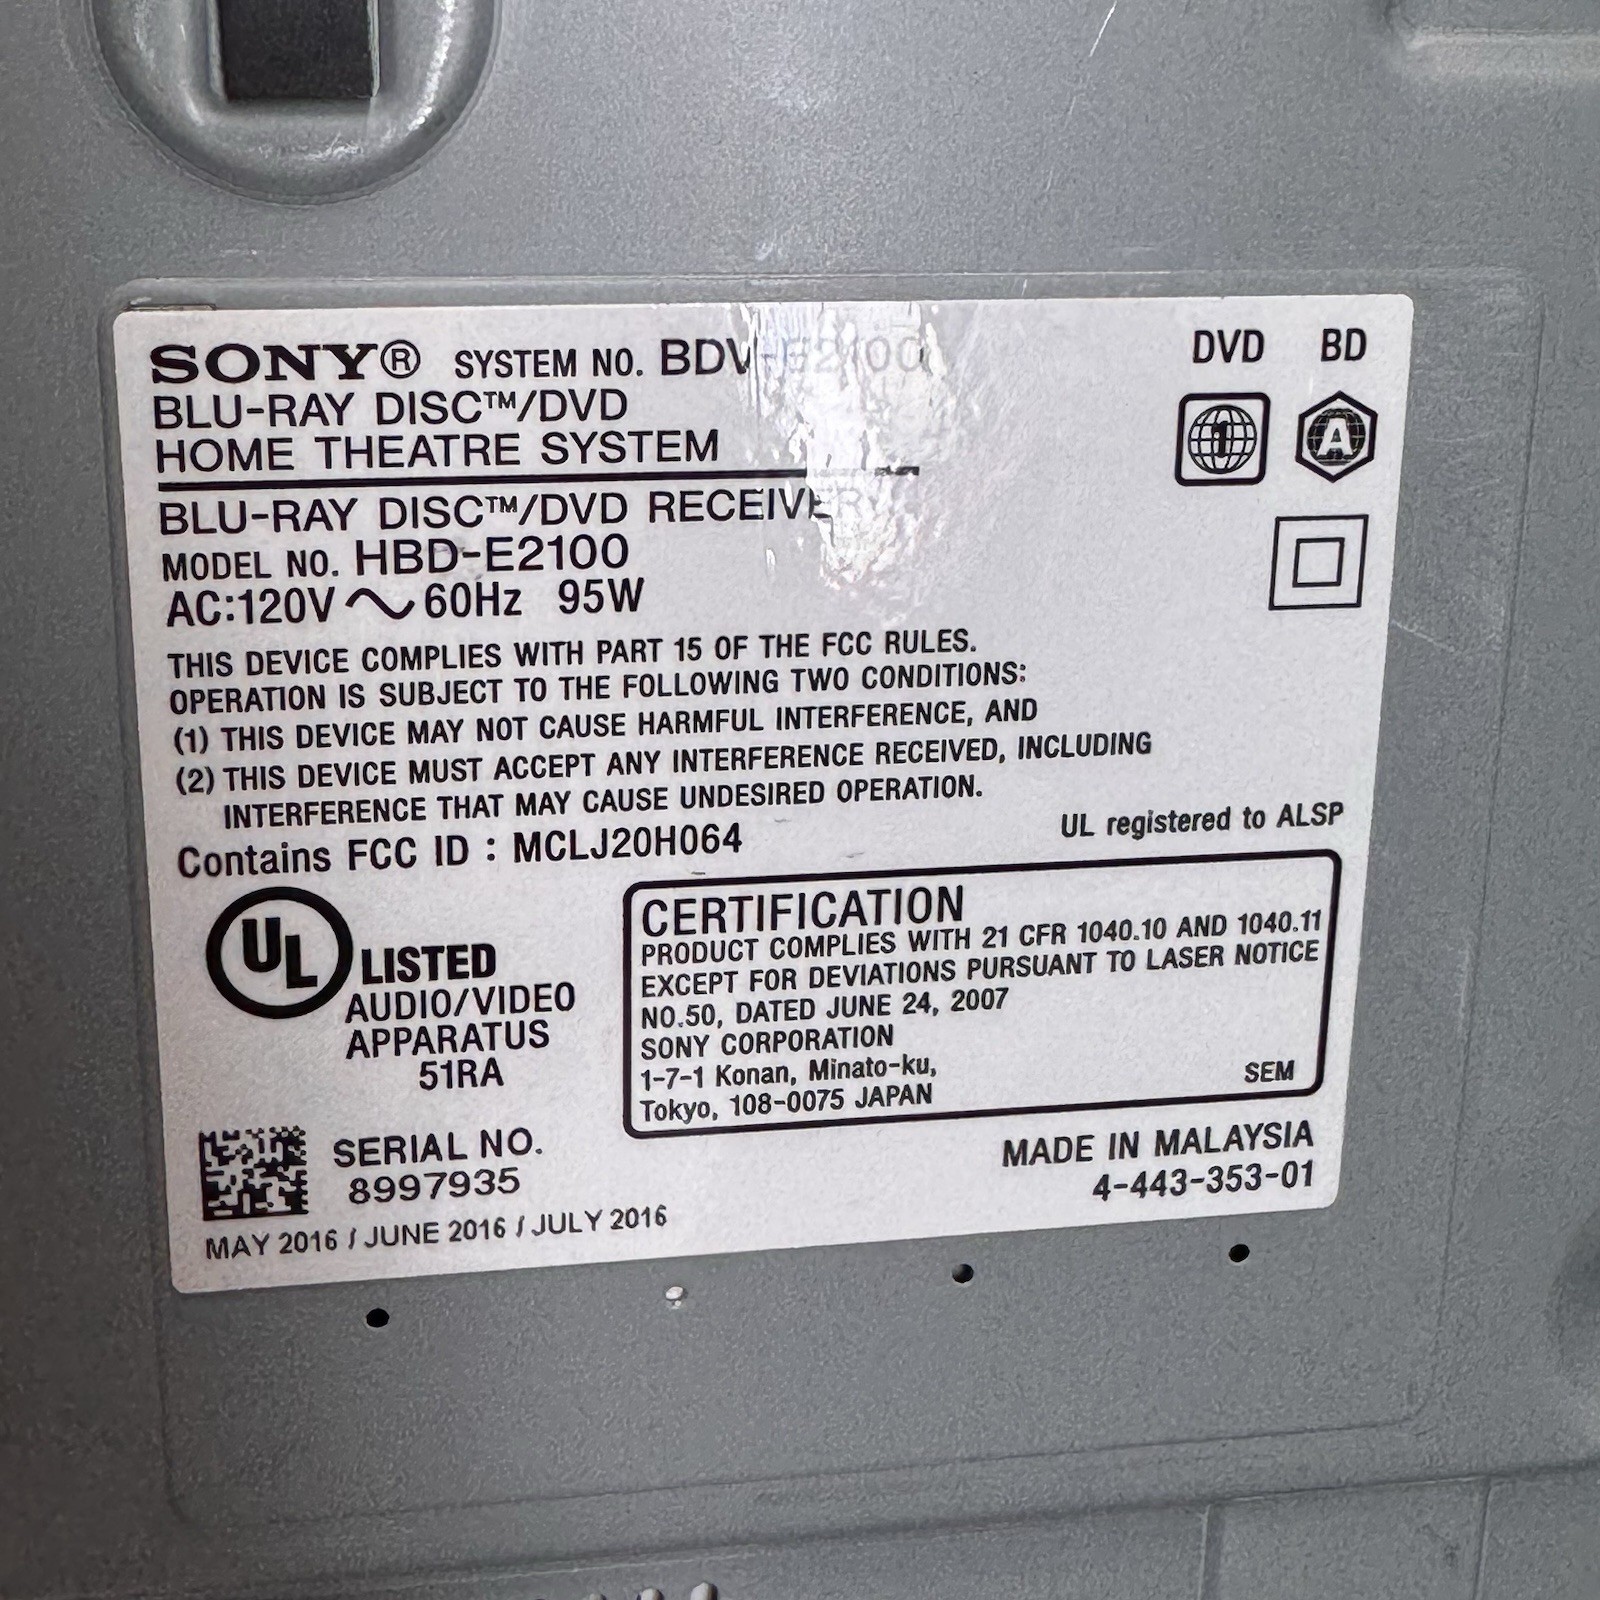 SONY® SYSTEM NO. BDV-E2100
BLU-RAY DISC™/DVD
HOME THEATRE SYSTEM
DVD BD
1 A
BLU-RAY DISC™/DVD RECEIVER
MODEL NO. HBD-E2100
AC:120V ∼ 60Hz 95W
THIS DEVICE COMPLIES WITH PART 15 OF THE FCC RULES.
OPERATION IS SUBJECT TO THE FOLLOWING TWO CONDITIONS:
(1) THIS DEVICE MAY NOT CAUSE HARMFUL INTERFERENCE, AND
(2) THIS DEVICE MUST ACCEPT ANY INTERFERENCE RECEIVED, INCLUDING
INTERFERENCE THAT MAY CAUSE UNDESIRED OPERATION.
Contains FCC ID : MCLJ20H064
UL registered to ALSP
UL LISTED
AUDIO/VIDEO
APPARATUS
51RA
CERTIFICATION
PRODUCT COMPLIES WITH 21 CFR 1040.10 AND 1040.11
EXCEPT FOR DEVIATIONS PURSUANT TO LASER NOTICE
NO.50, DATED JUNE 24, 2007
SONY CORPORATION
1-7-1 Konan, Minato-ku,
Tokyo, 108-0075 JAPAN
SEM
SERIAL NO.
8997935
MAY 2016 / JUNE 2016 / JULY 2016
MADE IN MALAYSIA
4-443-353-01